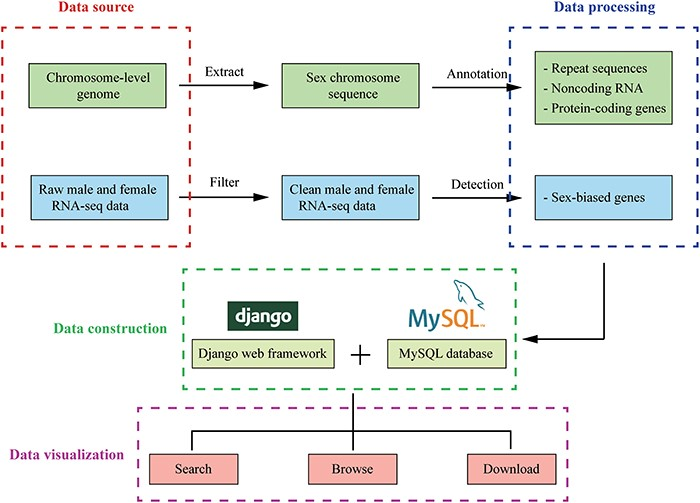 Data source
Data processing
Chromosome-level
genome
Extract
Sex chromosome
sequence
Annotation
- Repeat sequences
- Noncoding RNA
- Protein-coding genes
Raw male and female
RNA-seq data
Filter
Clean male and female
RNA-seq data
Detection
- Sex-biased genes
Data construction
django
MySQL™
Django web framework
+
MySQL database
Data visualization
Search
Browse
Download